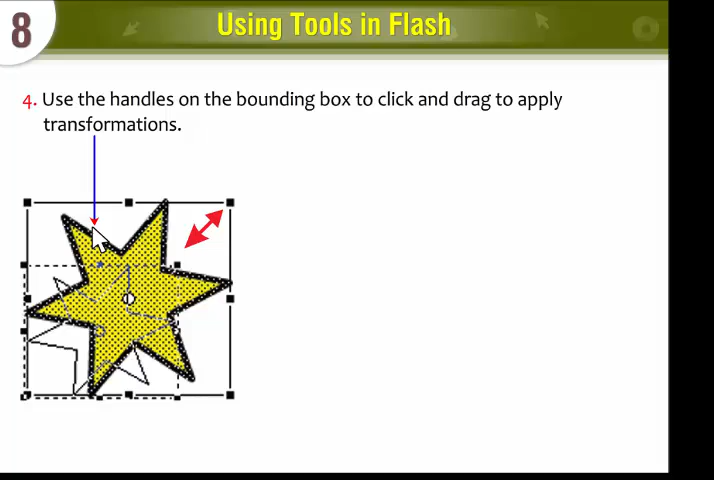 8
Using Tools in Flash
4. Use the handles on the bounding box to click and drag to apply
transformations.